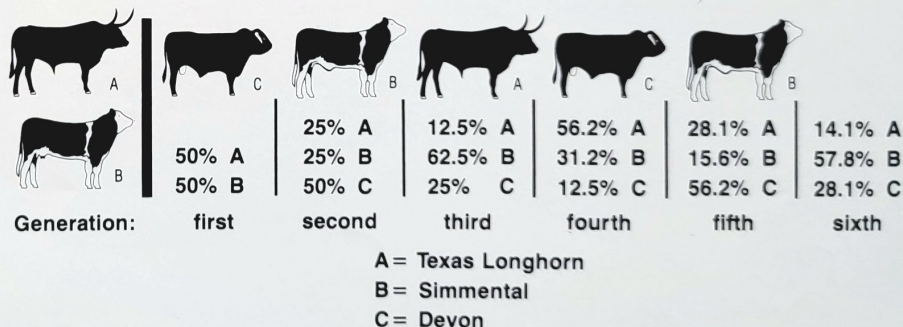 A
C
B
A
C
B
B
50% A
50% B
25% A
25% B
50% C
12.5% A
62.5% B
25% C
56.2% A
31.2% B
12.5% C
28.1% A
15.6% B
56.2% C
14.1% A
57.8% B
28.1% C
Generation: first second third fourth fifth sixth
A= Texas Longhorn
B= Simmental
C= Devon